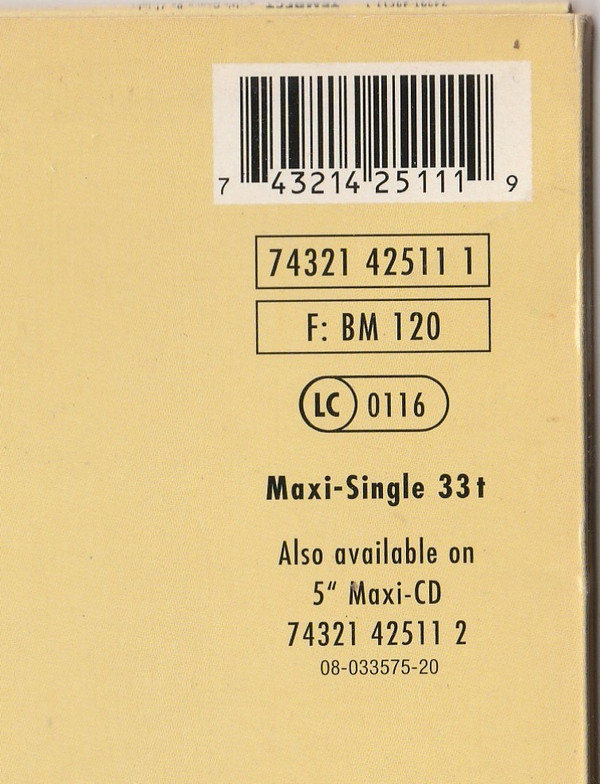 7 43214 25111 9
74321 42511 1
F: BM 120
LC 0116
Maxi-Single 33 t
Also available on
5“ Maxi-CD
74321 42511 2
08-033575-20